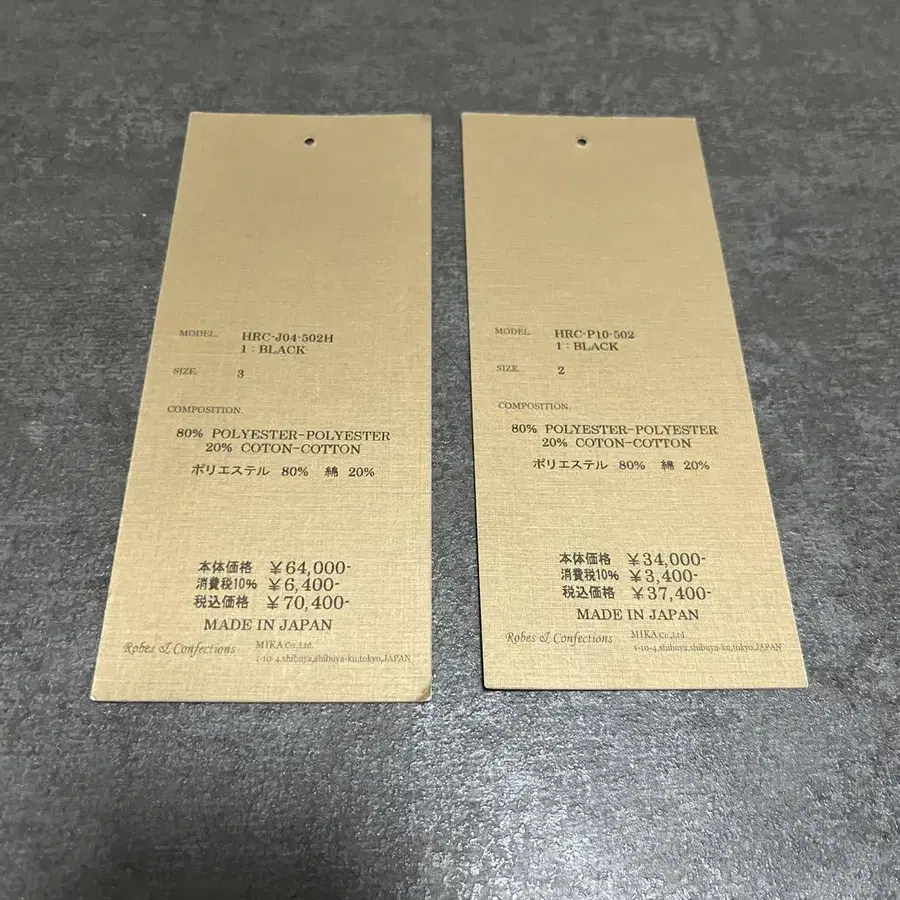 MODEL. HRC-J04-502H
1 : BLACK
SIZE. 3
COMPOSITION.
80% POLYESTER-POLYESTER
20% COTON-COTTON
ポリエステル 80% 綿 20%
本体価格 ¥64,000-
消費税10% ¥6,400-
税込価格 ¥70,400-
MADE IN JAPAN
Robes & Confections MIKA Co.,Ltd.
1-10-4,shibuya,shibuya-ku,tokyo,JAPAN
MODEL. HRC-P10-502
1 : BLACK
SIZE. 2
COMPOSITION.
80% POLYESTER-POLYESTER
20% COTON-COTTON
ポリエステル 80% 綿 20%
本体価格 ¥34,000-
消費税10% ¥3,400-
税込価格 ¥37,400-
MADE IN JAPAN
Robes & Confections MIKA Co.,Ltd.
1-10-4,shibuya,shibuya-ku,tokyo,JAPAN